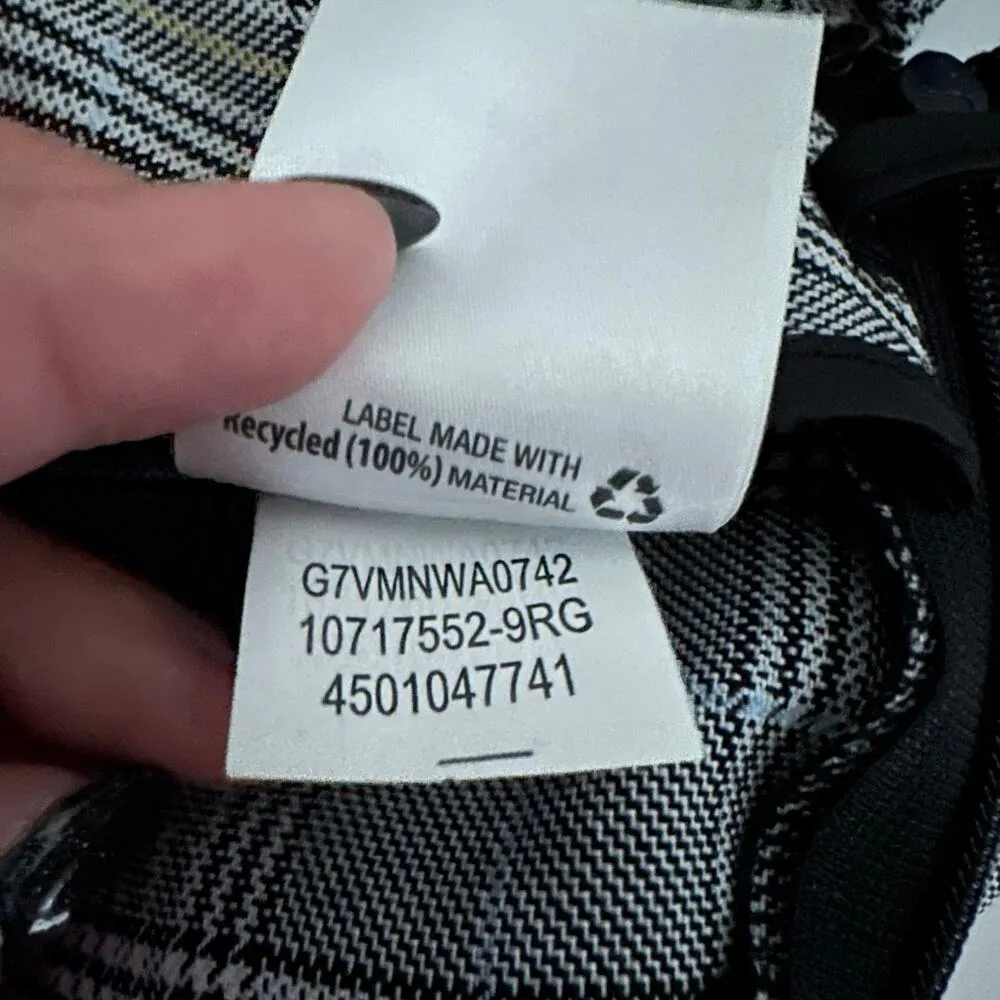 LABEL MADE WITH
Recycled (100%) MATERIAL
G7VMNWA0742
10717552-9RG
4501047741